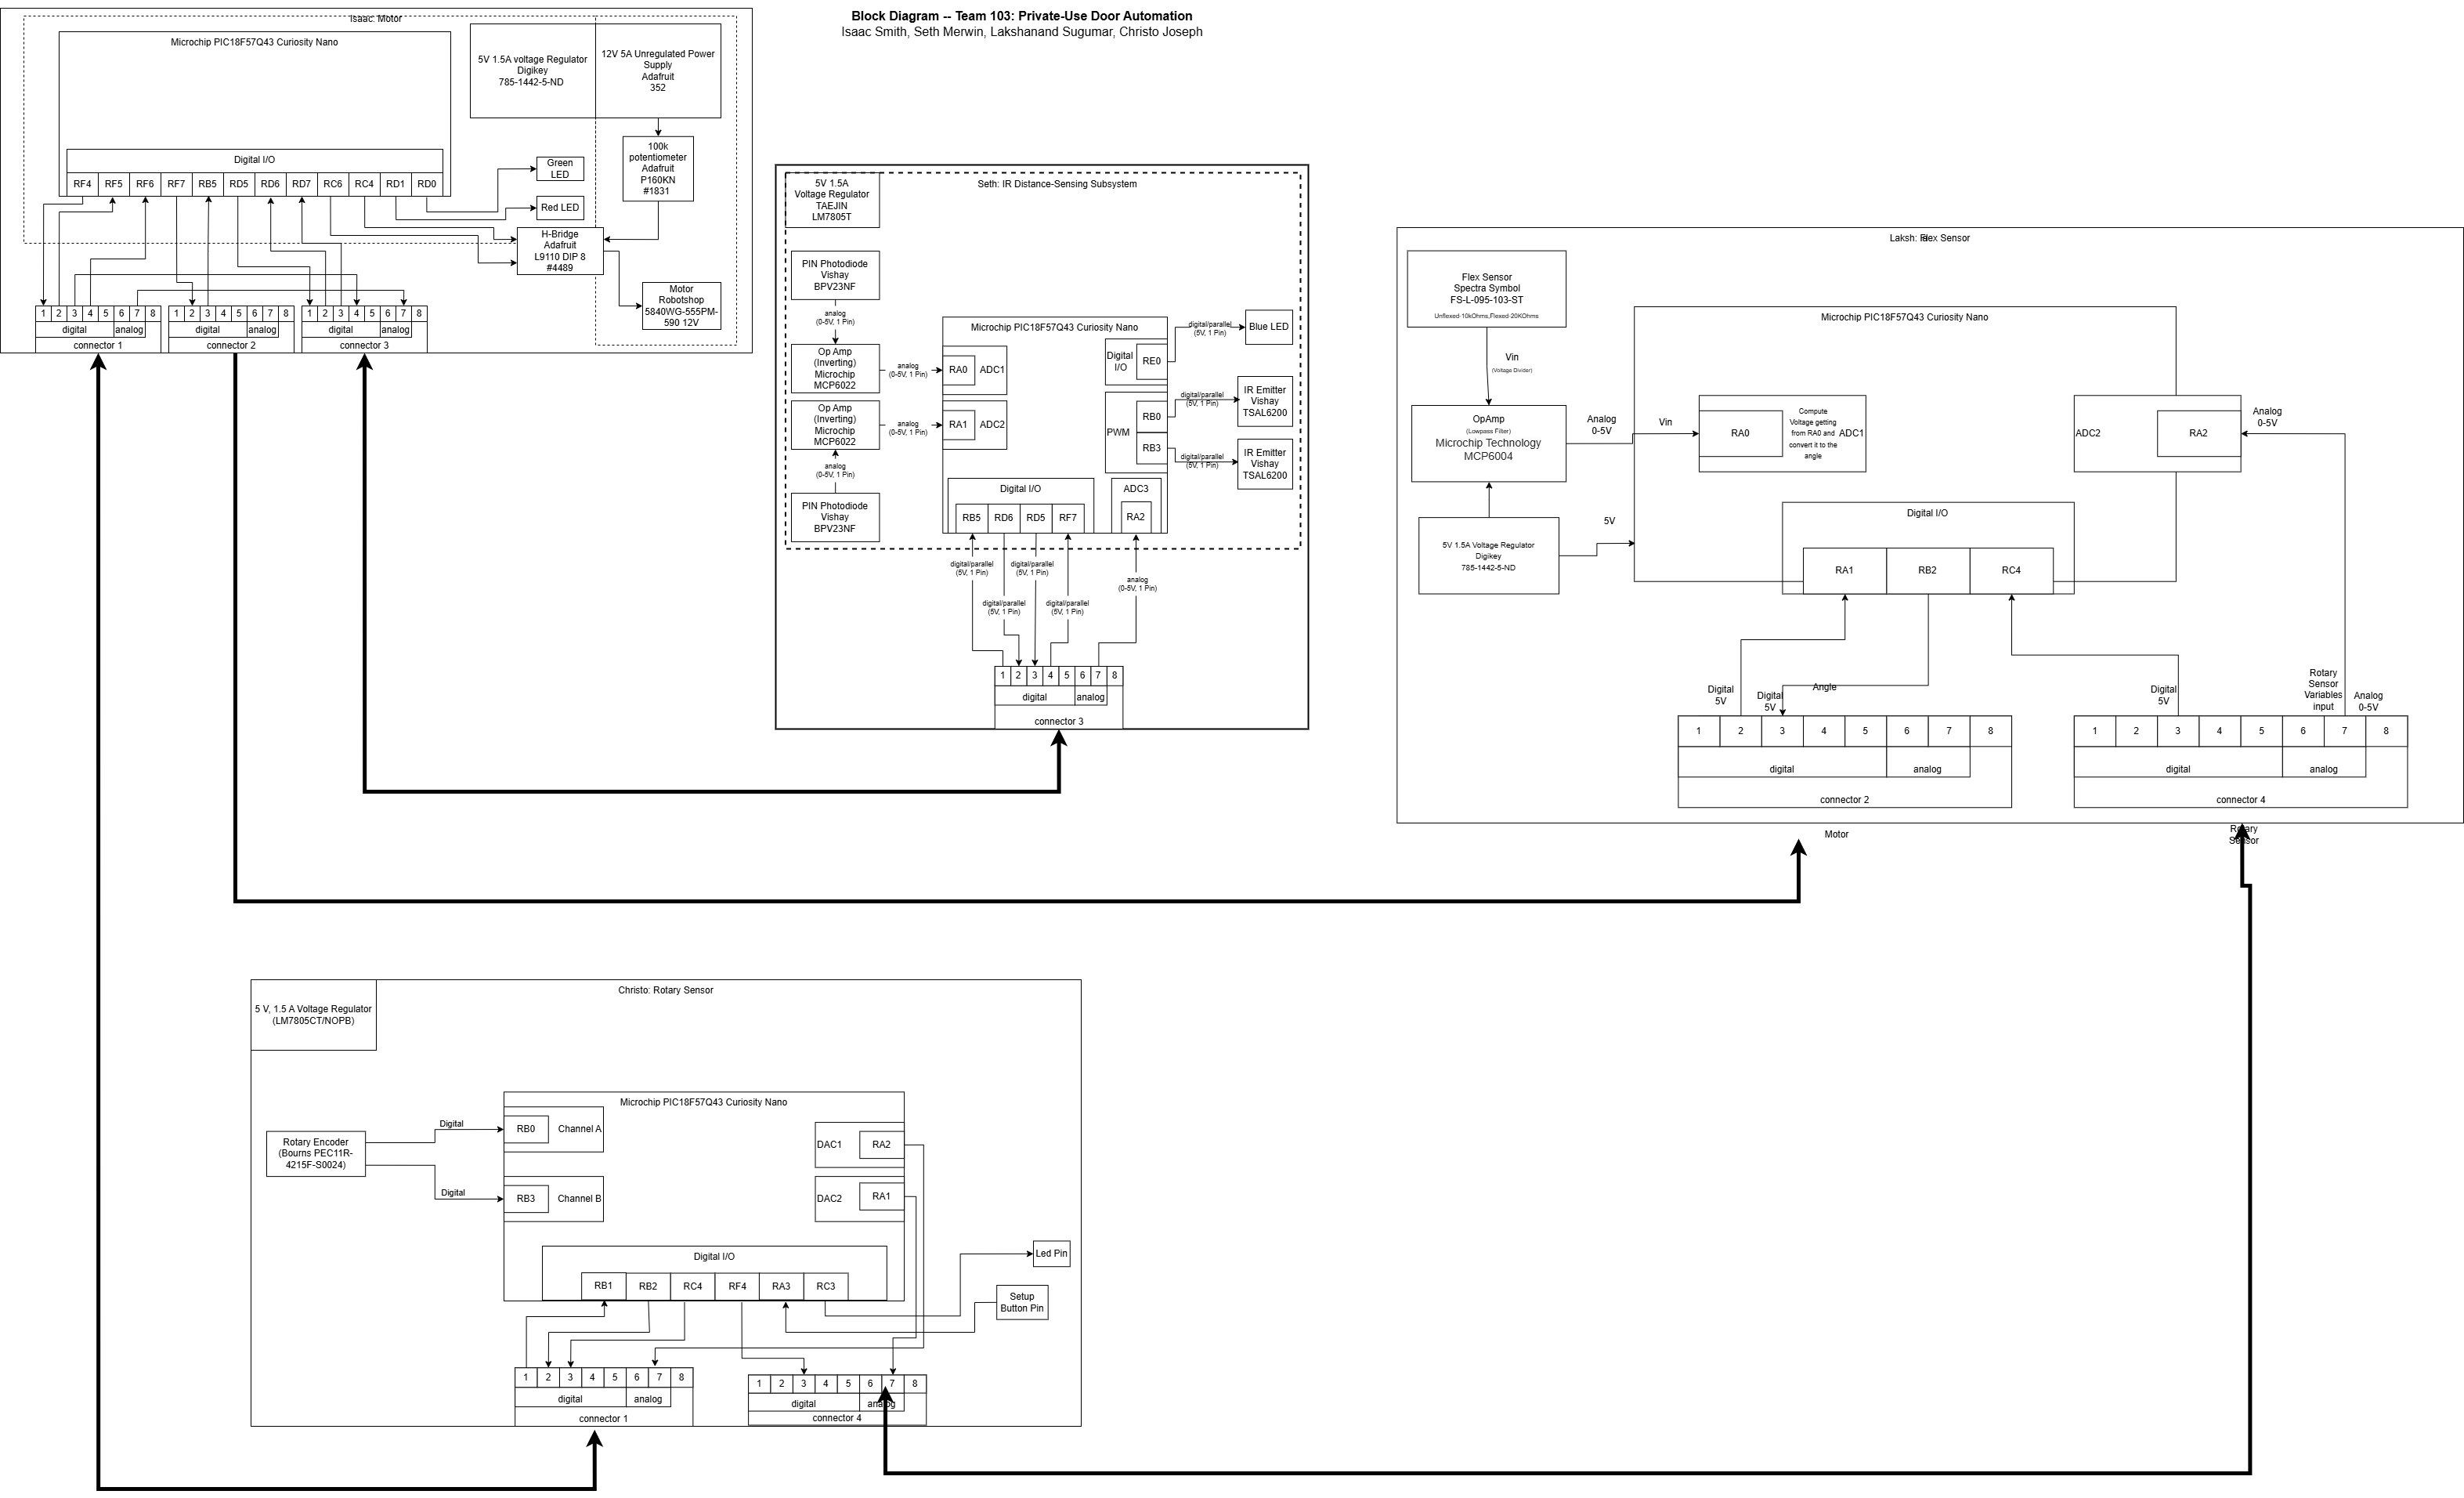 Block Diagram -- Team 103: Private-Use Door Automation
Isaac Smith, Seth Merwin, Lakshanand Sugumar, Christo Joseph
Isaac: Motor
Microchip PIC18F57Q43 Curiosity Nano
5V 1.5A voltage Regulator
Digikey
785-1442-5-ND
12V 5A Unregulated Power
Supply
Adafruit
352
100k
potentiometer
Adafruit
P160KN
#1831
Digital I/O
RF4 RF5 RF6 RF7 RB5 RD5 RD6 RD7 RC6 RC4 RD1 RD0
Green
LED
Red LED
H-Bridge
Adafruit
L9110 DIP 8
#4489
Motor
Robotshop
5840WG-555PM-
590 12V
1 2 3 4 5 6 7 8
digital analog
connector 1
1 2 3 4 5 6 7 8
digital analog
connector 2
1 2 3 4 5 6 7 8
digital analog
connector 3
Seth: IR Distance-Sensing Subsystem
5V 1.5A
Voltage Regulator
TAEJIN
LM7805T
PIN Photodiode
Vishay
BPV23NF
analog
(0-5V, 1 Pin)
Op Amp
(Inverting)
Microchip
MCP6022
analog
(0-5V, 1 Pin)
Op Amp
(Inverting)
Microchip
MCP6022
analog
(0-5V, 1 Pin)
analog
(0-5V, 1 Pin)
PIN Photodiode
Vishay
BPV23NF
Microchip PIC18F57Q43 Curiosity Nano
RA0 ADC1
RA1 ADC2
Digital
I/O
RE0
PWM
RB0
RB3
digital/parallel
(5V, 1 Pin)
Blue LED
digital/parallel
(5V, 1 Pin)
IR Emitter
Vishay
TSAL6200
digital/parallel
(5V, 1 Pin)
IR Emitter
Vishay
TSAL6200
Digital I/O
RB5 RD6 RD5 RF7
ADC3
RA2
digital/parallel
(5V, 1 Pin)
digital/parallel
(5V, 1 Pin)
digital/parallel
(5V, 1 Pin)
digital/parallel
(5V, 1 Pin)
analog
(0-5V, 1 Pin)
1 2 3 4 5 6 7 8
digital analog
connector 3
Laksh: Flex Sensor
Flex Sensor
Spectra Symbol
FS-L-095-103-ST
Unflexed-10kOhms,Flexed-20KOhms
Vin
(Voltage Divider)
OpAmp
(Lowpass Filter)
Microchip Technology
MCP6004
Analog
0-5V
Vin
5V 1.5A Voltage Regulator
Digikey
785-1442-5-ND
5V
Microchip PIC18F57Q43 Curiosity Nano
RA0
Compute
Voltage getting
from RA0 and
convert it to the
angle
ADC1
ADC2
RA2
Analog
0-5V
Digital I/O
RA1 RB2 RC4
Digital
5V
Digital
5V
Angle
Digital
5V
Rotary
Sensor
Variables
input
Analog
0-5V
1 2 3 4 5 6 7 8
digital analog
connector 2
1 2 3 4 5 6 7 8
digital analog
connector 4
Motor
Rotary
Sensor
Christo: Rotary Sensor
5 V, 1.5 A Voltage Regulator
(LM7805CT/NOPB)
Microchip PIC18F57Q43 Curiosity Nano
Rotary Encoder
(Bourns PEC11R-
4215F-S0024)
Digital
Digital
RB0 Channel A
RB3 Channel B
DAC1 RA2
DAC2 RA1
Digital I/O
RB1 RB2 RC4 RF4 RA3 RC3
Led Pin
Setup
Button Pin
1 2 3 4 5 6 7 8
digital analog
connector 1
1 2 3 4 5 6 7 8
digital analog
connector 4